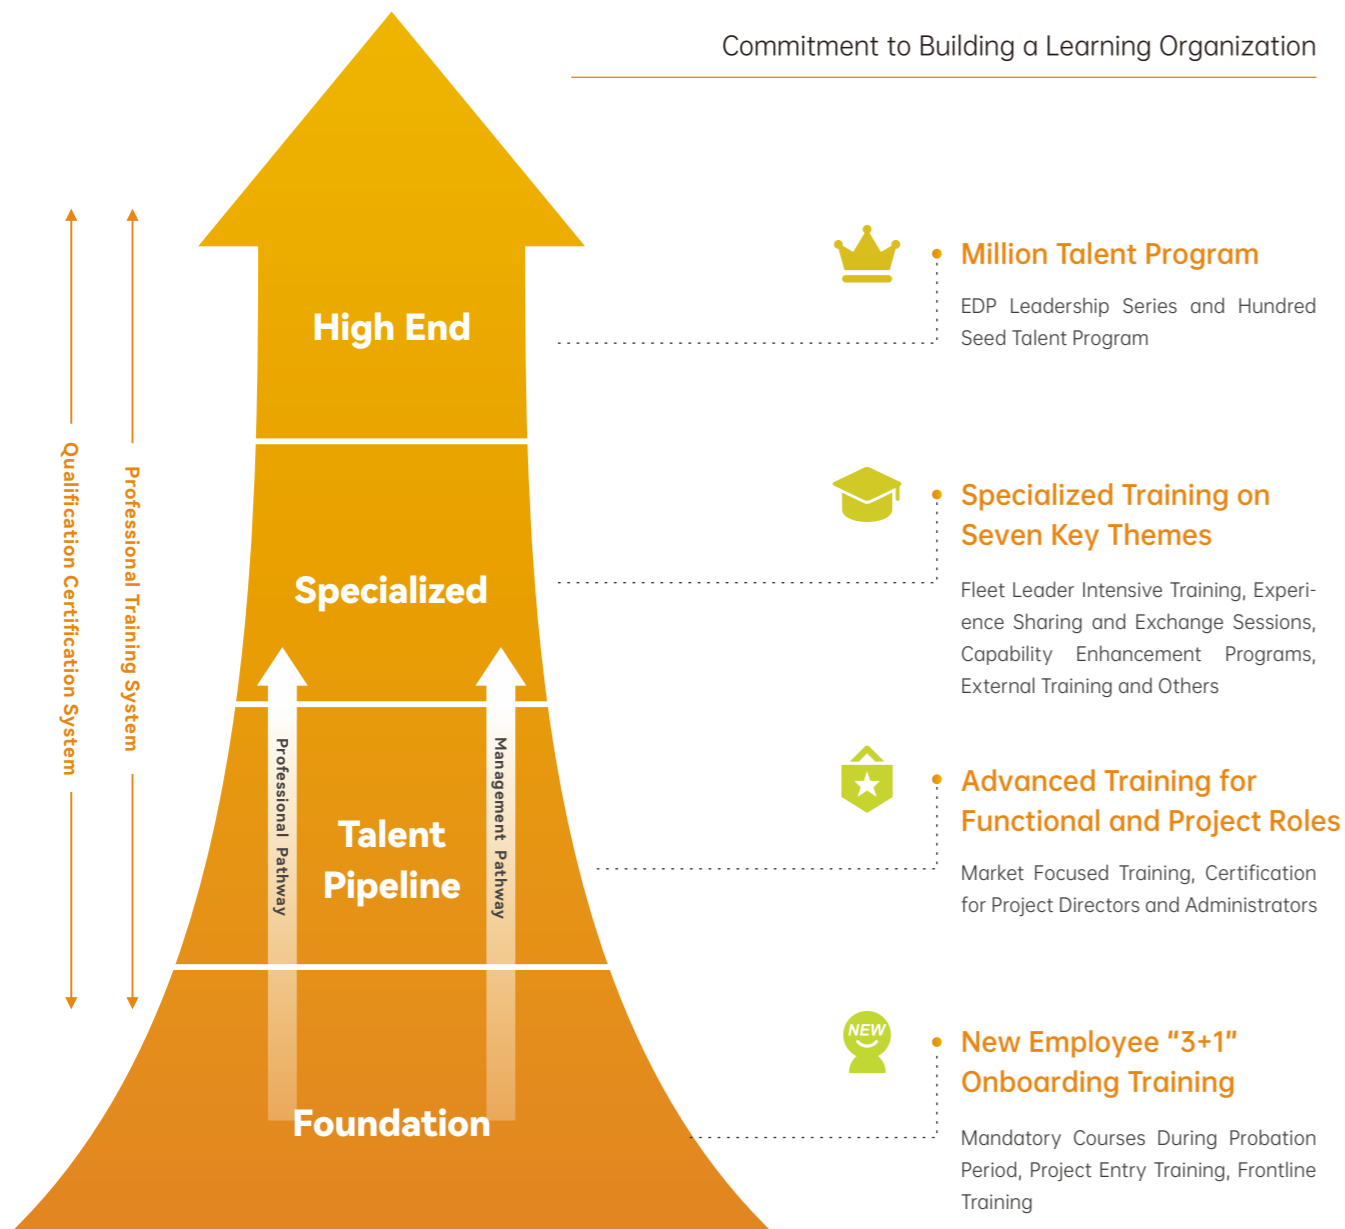 Commitment to Building a Learning Organization
High End
Specialized
Talent
Pipeline
Foundation
Professional Pathway
Management Pathway
Qualification Certification System
Professional Training System
Million Talent Program
EDP Leadership Series and Hundred
Seed Talent Program
Specialized Training on
Seven Key Themes
Fleet Leader Intensive Training, Experi-
ence Sharing and Exchange Sessions,
Capability Enhancement Programs,
External Training and Others
Advanced Training for
Functional and Project Roles
Market Focused Training, Certification
for Project Directors and Administrators
NEW
New Employee "3+1"
Onboarding Training
Mandatory Courses During Probation
Period, Project Entry Training, Frontline
Training